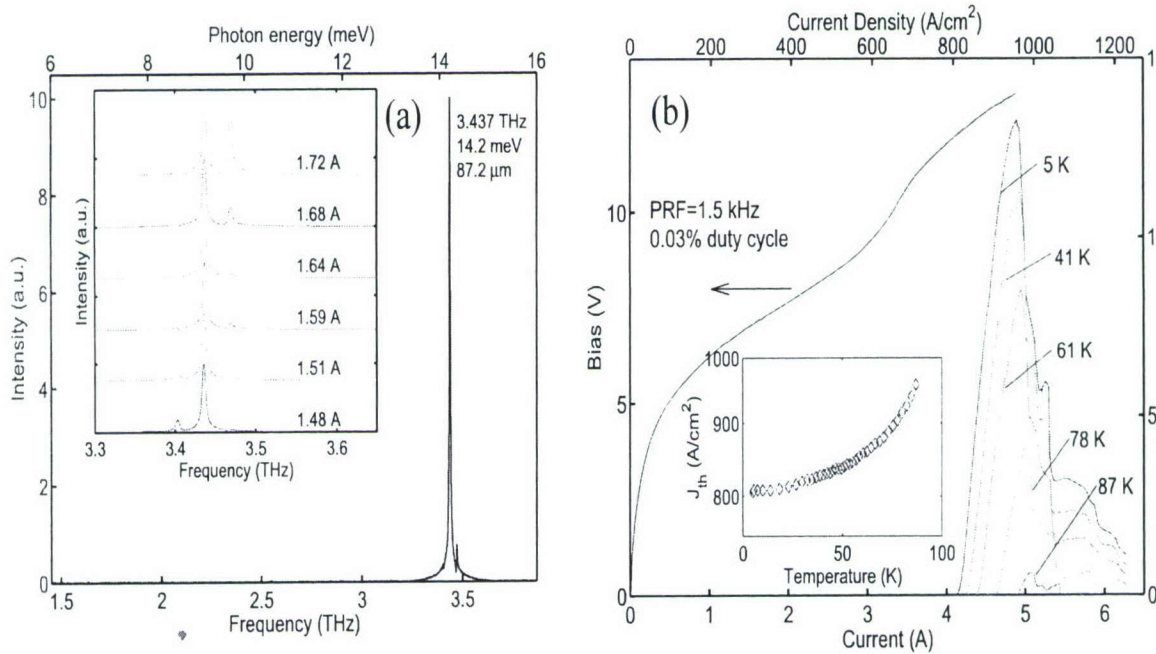 Photon energy (meV)
6 8 10 12 14 16
Intensity (a.u.)
10
8
6
4
2
0
1.5 2 2.5 3 3.5
Frequency (THz)
(a)
3.437 THz
14.2 meV
87.2 μm
Intensity (a.u.)
1.72 A
1.68 A
1.64 A
1.59 A
1.51 A
1.48 A
3.3 3.4 3.5 3.6
Frequency (THz)
Current Density (A/cm²)
0 200 400 600 800 1000 1200
(b)
Bias (V)
10
5
0
PRF=1.5 kHz
0.03% duty cycle
5 K
41 K
61 K
78 K
87 K
J_th (A/cm²)
1000
900
800
0 50 100
Temperature (K)
0 1 2 3 4 5 6
Current (A)